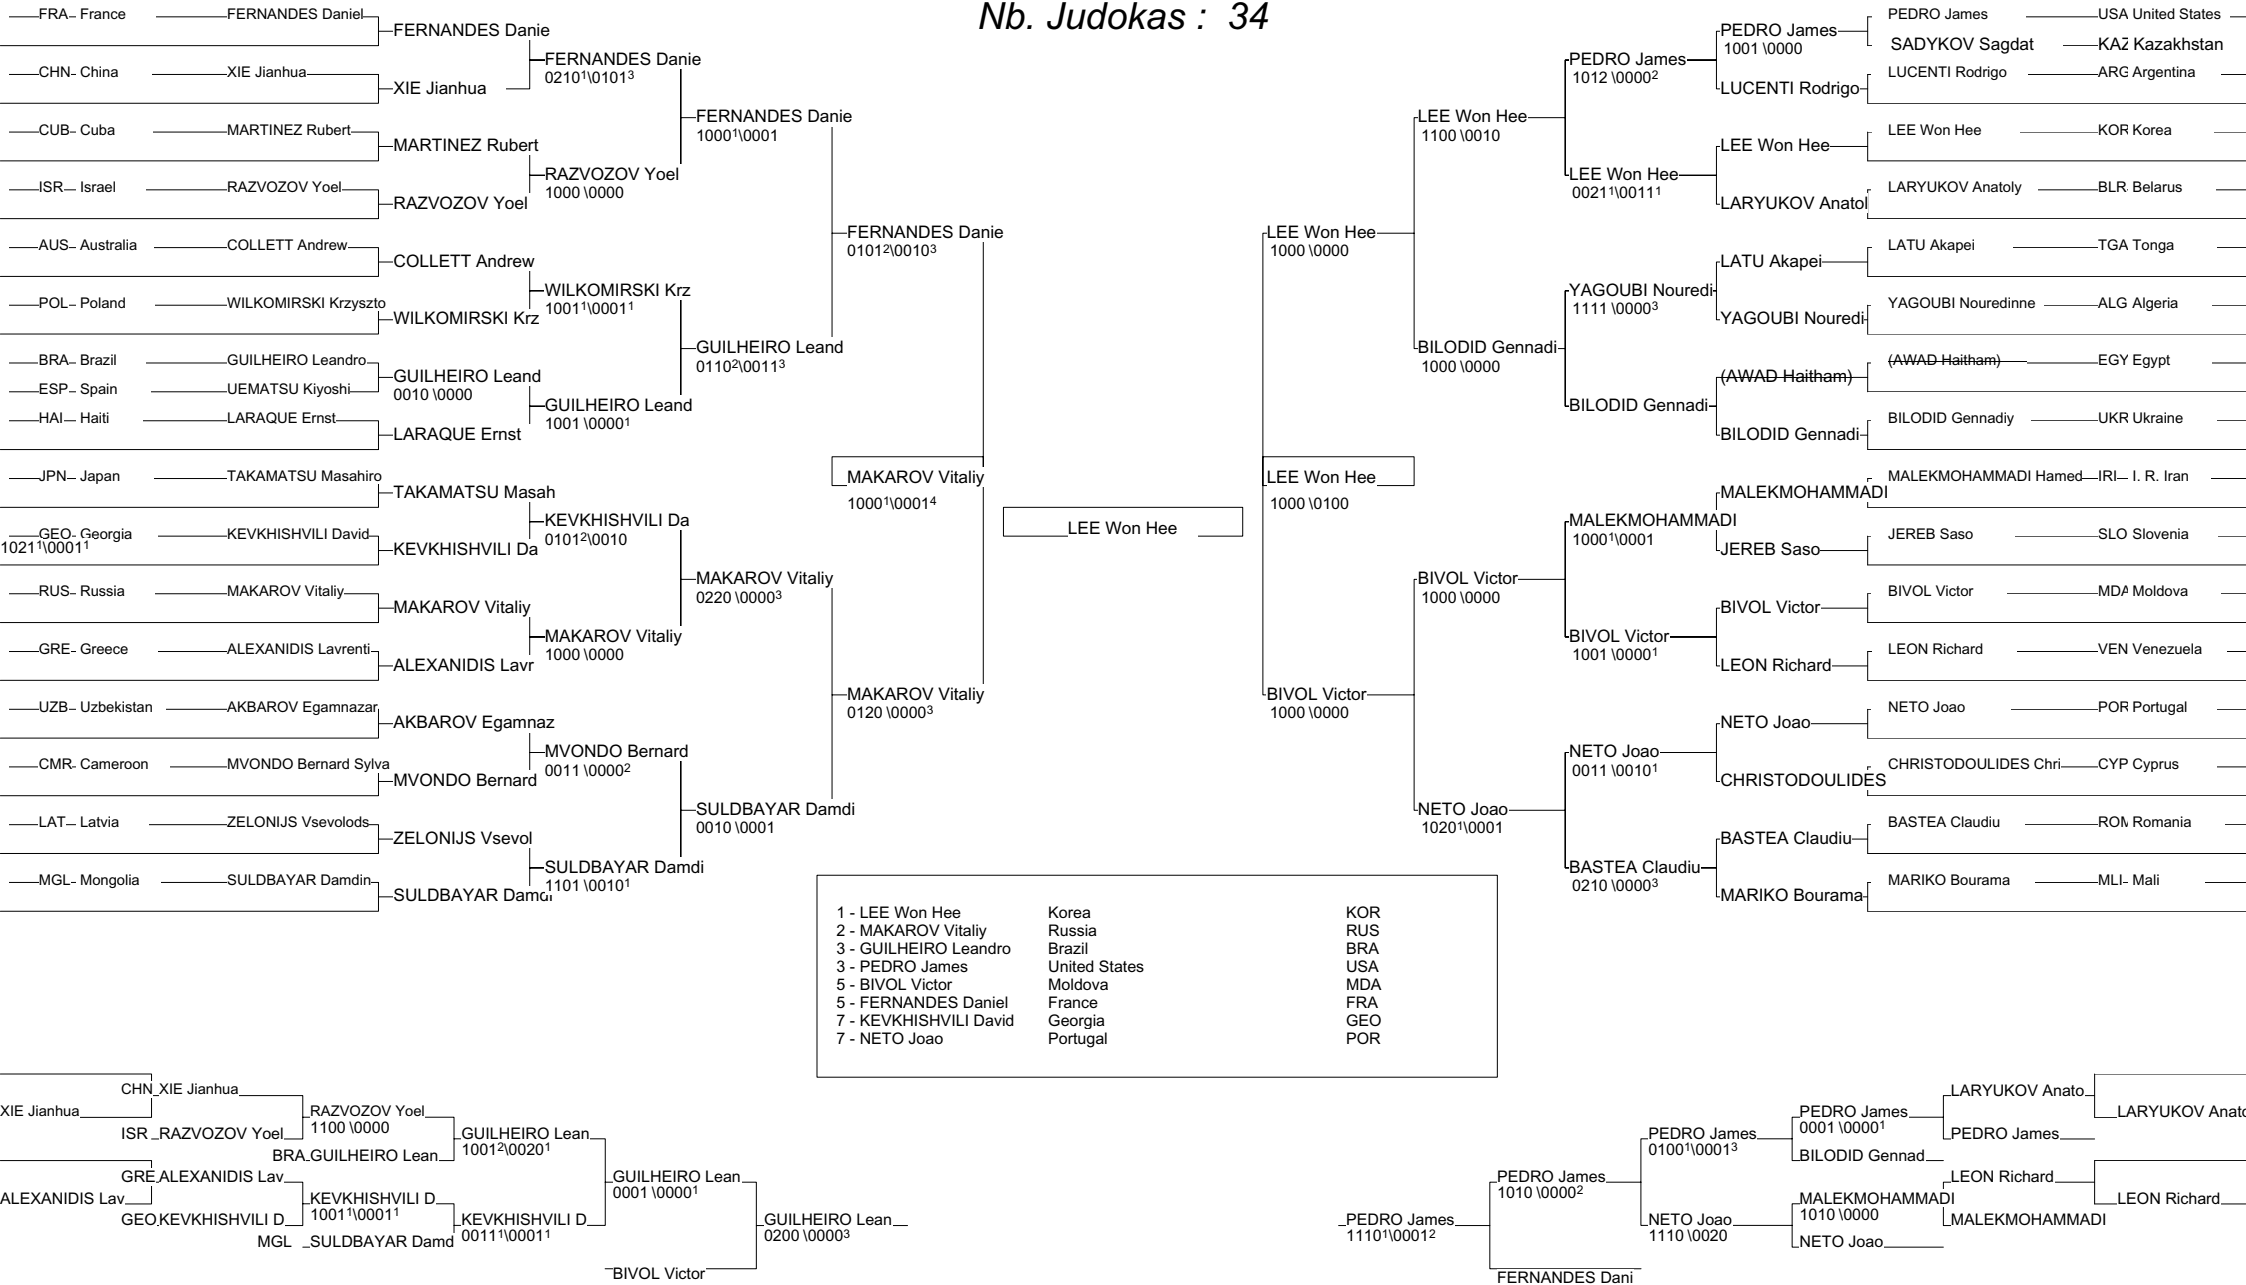 Nb. Judokas : 34
FRA France FERNANDES Daniel
CHN China XIE Jianhua
CUB Cuba MARTINEZ Rubert
ISR Israel RAZVOZOV Yoel
AUS Australia COLLETT Andrew
POL Poland WILKOMIRSKI Krzyszto
BRA Brazil GUILHEIRO Leandro
ESP Spain UEMATSU Kiyoshi
HAI Haiti LARAQUE Ernst
JPN Japan TAKAMATSU Masahiro
GEO Georgia KEVKHISHVILI David
1021¹\0001¹
RUS Russia MAKAROV Vitaliy
GRE Greece ALEXANIDIS Lavrenti
UZB Uzbekistan AKBAROV Egamnazar
CMR Cameroon MVONDO Bernard Sylva
LAT Latvia ZELONIJS Vsevolods
MGL Mongolia SULDBAYAR Damdin
FERNANDES Danie
XIE Jianhua
MARTINEZ Rubert
RAZVOZOV Yoel
COLLETT Andrew
WILKOMIRSKI Krz
GUILHEIRO Leand
0010 \0000
LARAQUE Ernst
TAKAMATSU Masah
KEVKHISHVILI Da
MAKAROV Vitaliy
ALEXANIDIS Lavr
AKBAROV Egamnaz
MVONDO Bernard
ZELONIJS Vsevol
SULDBAYAR Damdi
FERNANDES Danie
0210¹\0101³
RAZVOZOV Yoel
1000 \0000
WILKOMIRSKI Krz
1001¹\0001¹
GUILHEIRO Leand
1001 \0000¹
KEVKHISHVILI Da
0101²\0010
MAKAROV Vitaliy
1000 \0000
MVONDO Bernard
0011 \0000²
SULDBAYAR Damdi
1101 \0010¹
FERNANDES Danie
1000¹\0001
GUILHEIRO Leand
0110²\0011³
MAKAROV Vitaliy
0220 \0000³
SULDBAYAR Damdi
0010 \0001
FERNANDES Danie
0101²\0010³
MAKAROV Vitaliy
0120 \0000³
MAKAROV Vitaliy
1000¹\0001⁴
LEE Won Hee
LEE Won Hee
1000 \0100
LEE Won Hee
1000 \0000
BIVOL Victor
1000 \0000
LEE Won Hee
1100 \0010
BILODID Gennadi
1000 \0000
BIVOL Victor
1000 \0000
NETO Joao
1020¹\0001
PEDRO James
1012 \0000²
LEE Won Hee
0021¹\0011¹
YAGOUBI Nouredi
1111 \0000³
BILODID Gennadi
MALEKMOHAMMADI
1000¹\0001
BIVOL Victor
1001 \0000¹
NETO Joao
0011 \0010¹
BASTEA Claudiu
0210 \0000³
PEDRO James
1001 \0000
LUCENTI Rodrigo
LEE Won Hee
LARYUKOV Anatol
LATU Akapei
YAGOUBI Nouredi
(AWAD Haitham)
BILODID Gennadi
MALEKMOHAMMADI
JEREB Saso
BIVOL Victor
LEON Richard
NETO Joao
CHRISTODOULIDES
BASTEA Claudiu
MARIKO Bourama
PEDRO James USA United States
SADYKOV Sagdat KAZ Kazakhstan
LUCENTI Rodrigo ARG Argentina
LEE Won Hee KOR Korea
LARYUKOV Anatoly BLR Belarus
LATU Akapei TGA Tonga
YAGOUBI Nouredinne ALG Algeria
(AWAD Haitham) EGY Egypt
BILODID Gennadiy UKR Ukraine
MALEKMOHAMMADI Hamed IRI I. R. Iran
JEREB Saso SLO Slovenia
BIVOL Victor MDA Moldova
LEON Richard VEN Venezuela
NETO Joao POR Portugal
CHRISTODOULIDES Chri CYP Cyprus
BASTEA Claudiu ROM Romania
MARIKO Bourama MLI Mali
1 - LEE Won Hee Korea KOR
2 - MAKAROV Vitaliy Russia RUS
3 - GUILHEIRO Leandro Brazil BRA
3 - PEDRO James United States USA
5 - BIVOL Victor Moldova MDA
5 - FERNANDES Daniel France FRA
7 - KEVKHISHVILI David Georgia GEO
7 - NETO Joao Portugal POR
XIE Jianhua
ALEXANIDIS Lav
CHN XIE Jianhua
ISR RAZVOZOV Yoel
GRE ALEXANIDIS Lav
GEO KEVKHISHVILI D
RAZVOZOV Yoel
1100 \0000
BRA GUILHEIRO Lean
KEVKHISHVILI D
1001¹\0001¹
MGL SULDBAYAR Damd
GUILHEIRO Lean
1001²\0020¹
KEVKHISHVILI D
0011¹\0001¹
GUILHEIRO Lean
0001 \0000¹
BIVOL Victor
GUILHEIRO Lean
0200 \0000³
PEDRO James
1110¹\0001²
PEDRO James
1010 \0000²
FERNANDES Dani
PEDRO James
0100¹\0001³
NETO Joao
1110 \0020
PEDRO James
0001 \0000¹
BILODID Gennad
MALEKMOHAMMADI
1010 \0000
NETO Joao
LARYUKOV Anato
PEDRO James
LEON Richard
MALEKMOHAMMADI
LARYUKOV Anato
LEON Richard